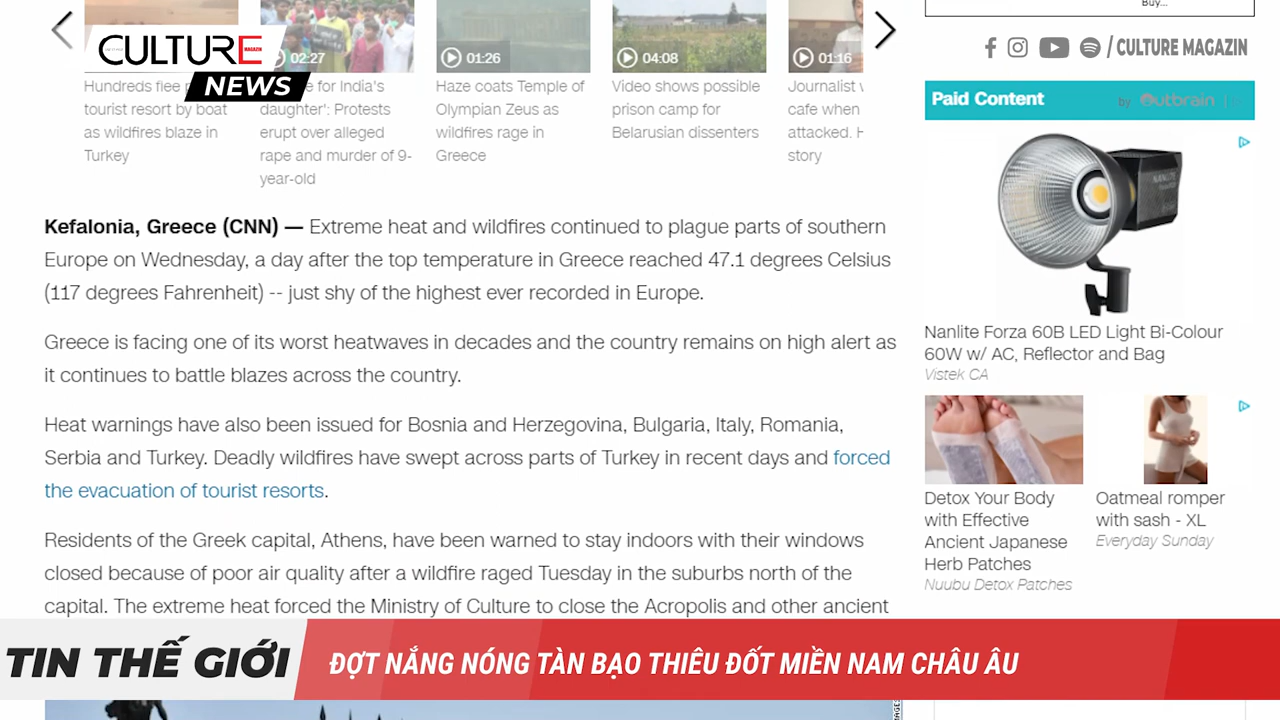 Buy...
CULTURE
MAGAZIN
NEWS
/ CULTURE MAGAZIN
02:27
01:26
04:08
01:16
Hundreds flee
tourist resort by boat
as wildfires blaze in
Turkey
e for India's
daughter': Protests
erupt over alleged
rape and murder of 9-
year-old
Haze coats Temple of
Olympian Zeus as
wildfires rage in
Greece
Video shows possible
prison camp for
Belarusian dissenters
Journalist
cafe when
attacked. H
story
Paid Content
by Outbrain
Kefalonia, Greece (CNN) — Extreme heat and wildfires continued to plague parts of southern
Europe on Wednesday, a day after the top temperature in Greece reached 47.1 degrees Celsius
(117 degrees Fahrenheit) -- just shy of the highest ever recorded in Europe.
Greece is facing one of its worst heatwaves in decades and the country remains on high alert as
it continues to battle blazes across the country.
Heat warnings have also been issued for Bosnia and Herzegovina, Bulgaria, Italy, Romania,
Serbia and Turkey. Deadly wildfires have swept across parts of Turkey in recent days and forced
the evacuation of tourist resorts.
Residents of the Greek capital, Athens, have been warned to stay indoors with their windows
closed because of poor air quality after a wildfire raged Tuesday in the suburbs north of the
capital. The extreme heat forced the Ministry of Culture to close the Acropolis and other ancient
NANLITE
Nanlite Forza 60B LED Light Bi-Colour
60W w/ AC, Reflector and Bag
Vistek CA
Detox Your Body
with Effective
Ancient Japanese
Herb Patches
Nuubu Detox Patches
Oatmeal romper
with sash - XL
Everyday Sunday
TIN THẾ GIỚI
ĐỢT NẮNG NÓNG TÀN BẠO THIÊU ĐỐT MIỀN NAM CHÂU ÂU